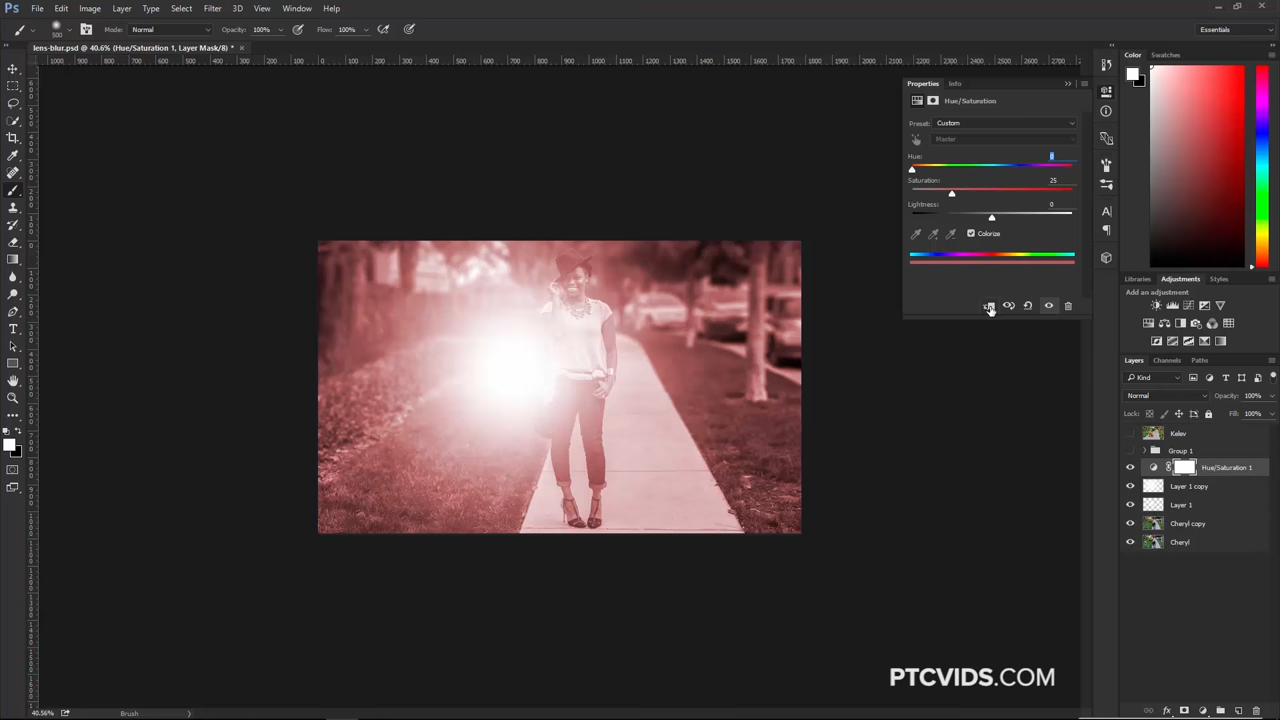 Ps File Edit Image Layer Type Select Filter 3D View Window Help
500 Mode: Normal Opacity: 100% Flow: 100% Essentials
lens-blur.psd @ 40.6% (Hue/Saturation 1, Layer Mask/8) * ×
Properties Info
Hue/Saturation
Preset: Custom
Master
Hue:
Saturation: 25
Lightness: 0
Colorize
Color Swatches
Libraries Adjustments Styles
Add an adjustment
Layers Channels Paths
Kind
Normal Opacity: 100%
Lock: Fill: 100%
Kelev
Group 1
Hue/Saturation 1
Layer 1 copy
Layer 1
Cheryl copy
Cheryl
PTCVIDS.COM
40.56% Brush